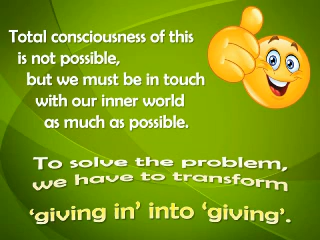 Total consciousness of this
is not possible,
but we must be in touch
with our inner world
as much as possible.
To solve the problem,
we have to transform
‘giving in’ into ‘giving’.